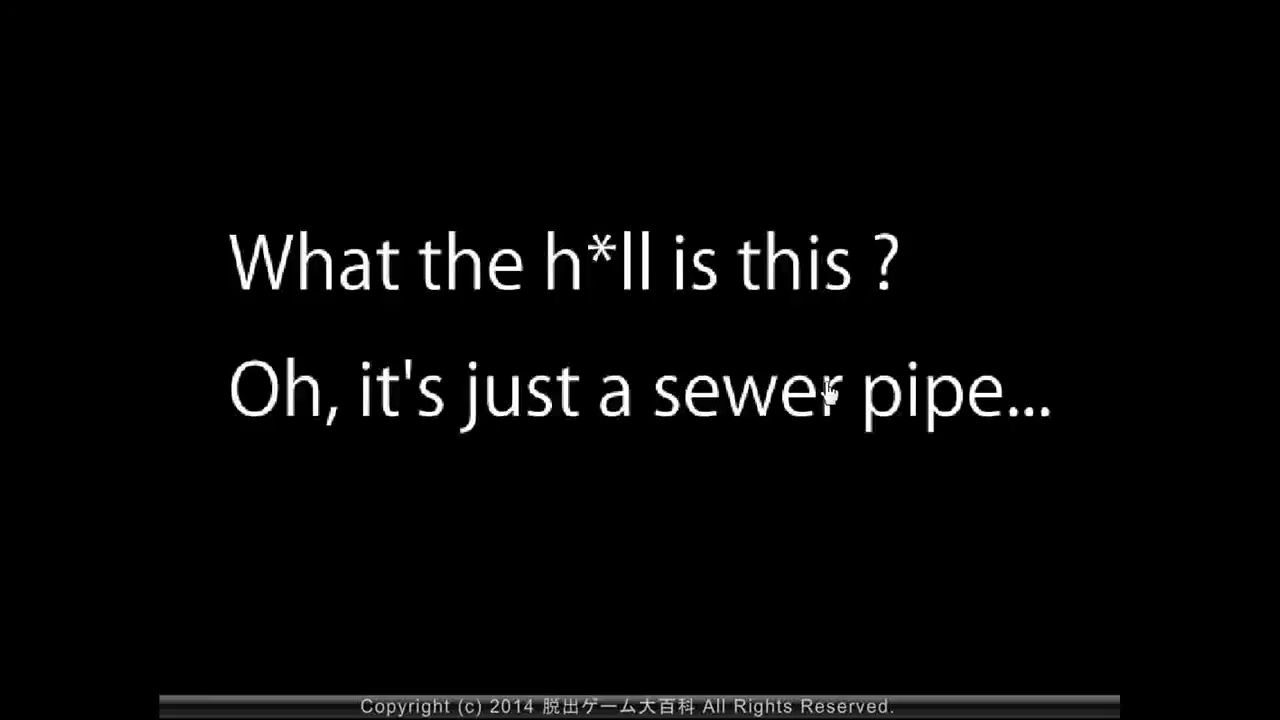 What the h*ll is this ?
Oh, it's just a sewer pipe...
Copyright (c) 2014 脱出ゲーム大百科 All Rights Reserved.